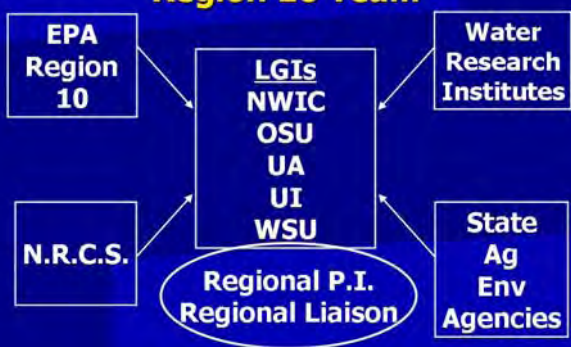 EPA
Region
10
LGIs
NWIC
OSU
UA
UI
WSU
Water
Research
Institutes
N.R.C.S.
Regional P.I.
Regional Liaison
State
Ag
Env
Agencies